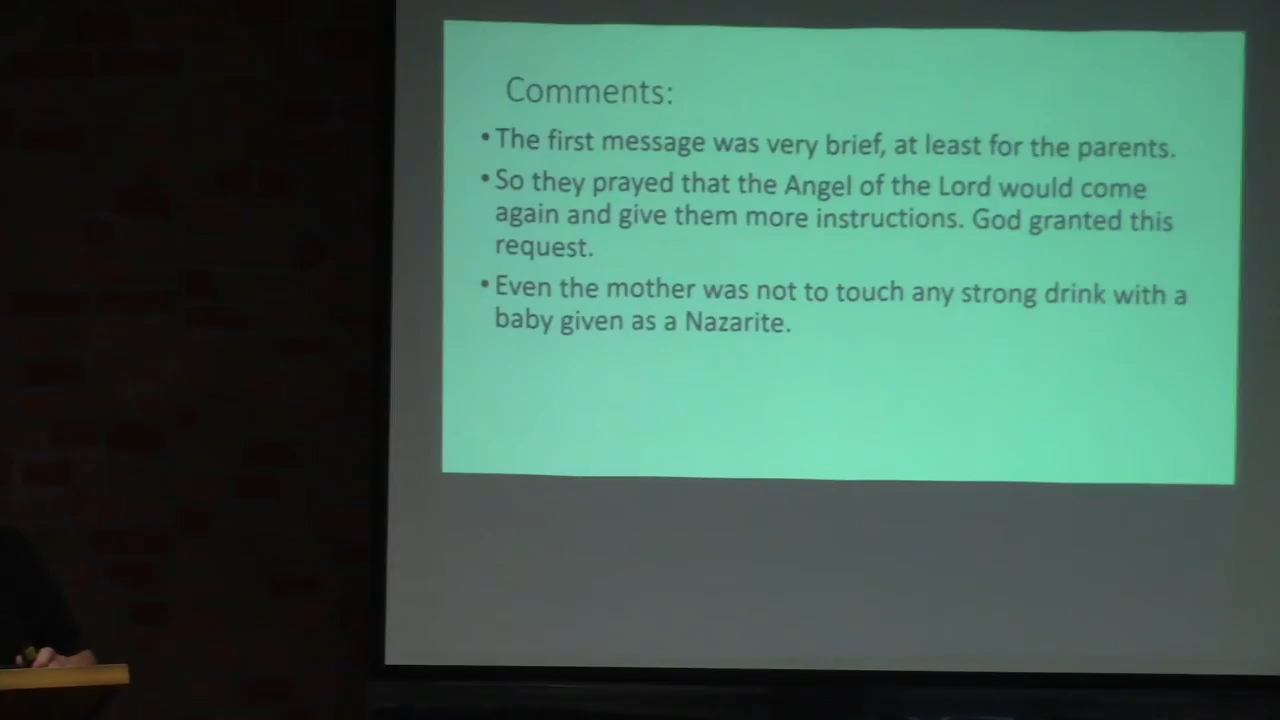 Comments:
• The first message was very brief, at least for the parents.
• So they prayed that the Angel of the Lord would come
again and give them more instructions. God granted this
request.
• Even the mother was not to touch any strong drink with a
baby given as a Nazarite.